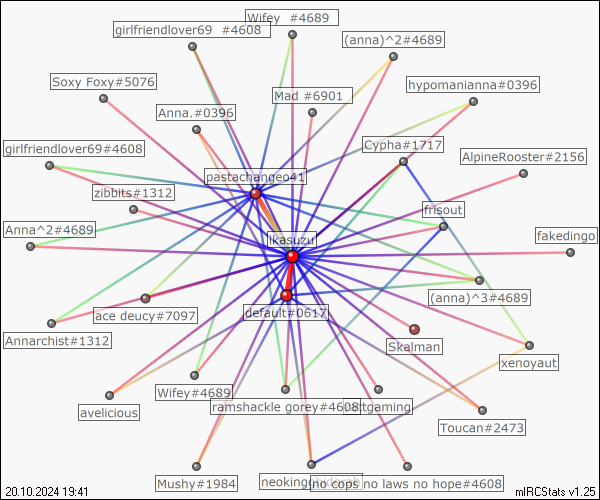 Wifey #4689
girlfriendlover69 #4608
(anna)^2#4689
Soxy Foxy#5076
hypomanianna#0396
Mad #6901
Anna.#0396
Cypha#1717
girlfriendlover69#4608
AlpineRooster#2156
pastachangeo41
zibbits#1312
frisout
Anna^2#4689
fakedingo
ikasuzu
(anna)^3#4689
default#0617
ace deucy#7097
Annarchist#1312
Skalman
xenoyaut
Wifey#4689
ramshackle gorey#4608
tgaming
avelicious
Toucan#2473
Mushy#1984
neoking
no cops no laws no hope#4608
20.10.2024 19:41
mIRCStats v1.25